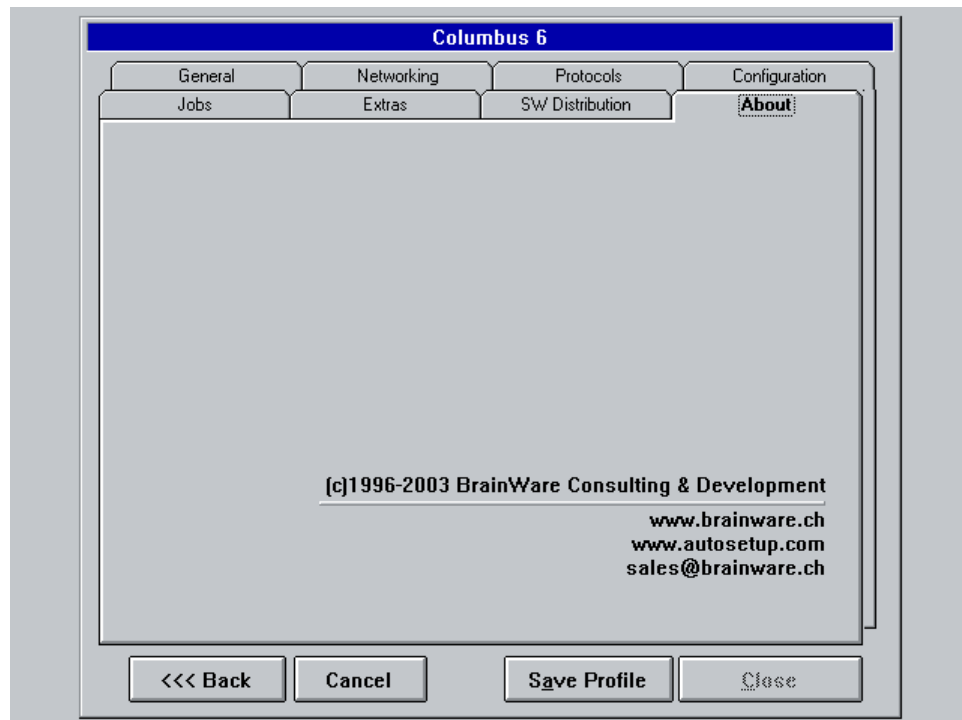 Columbus 6
General Networking Protocols Configuration
Jobs Extras SW Distribution About
(c)1996-2003 BrainWare Consulting & Development
www.brainware.ch
www.autosetup.com
sales@brainware.ch
<<< Back Cancel Save Profile Close